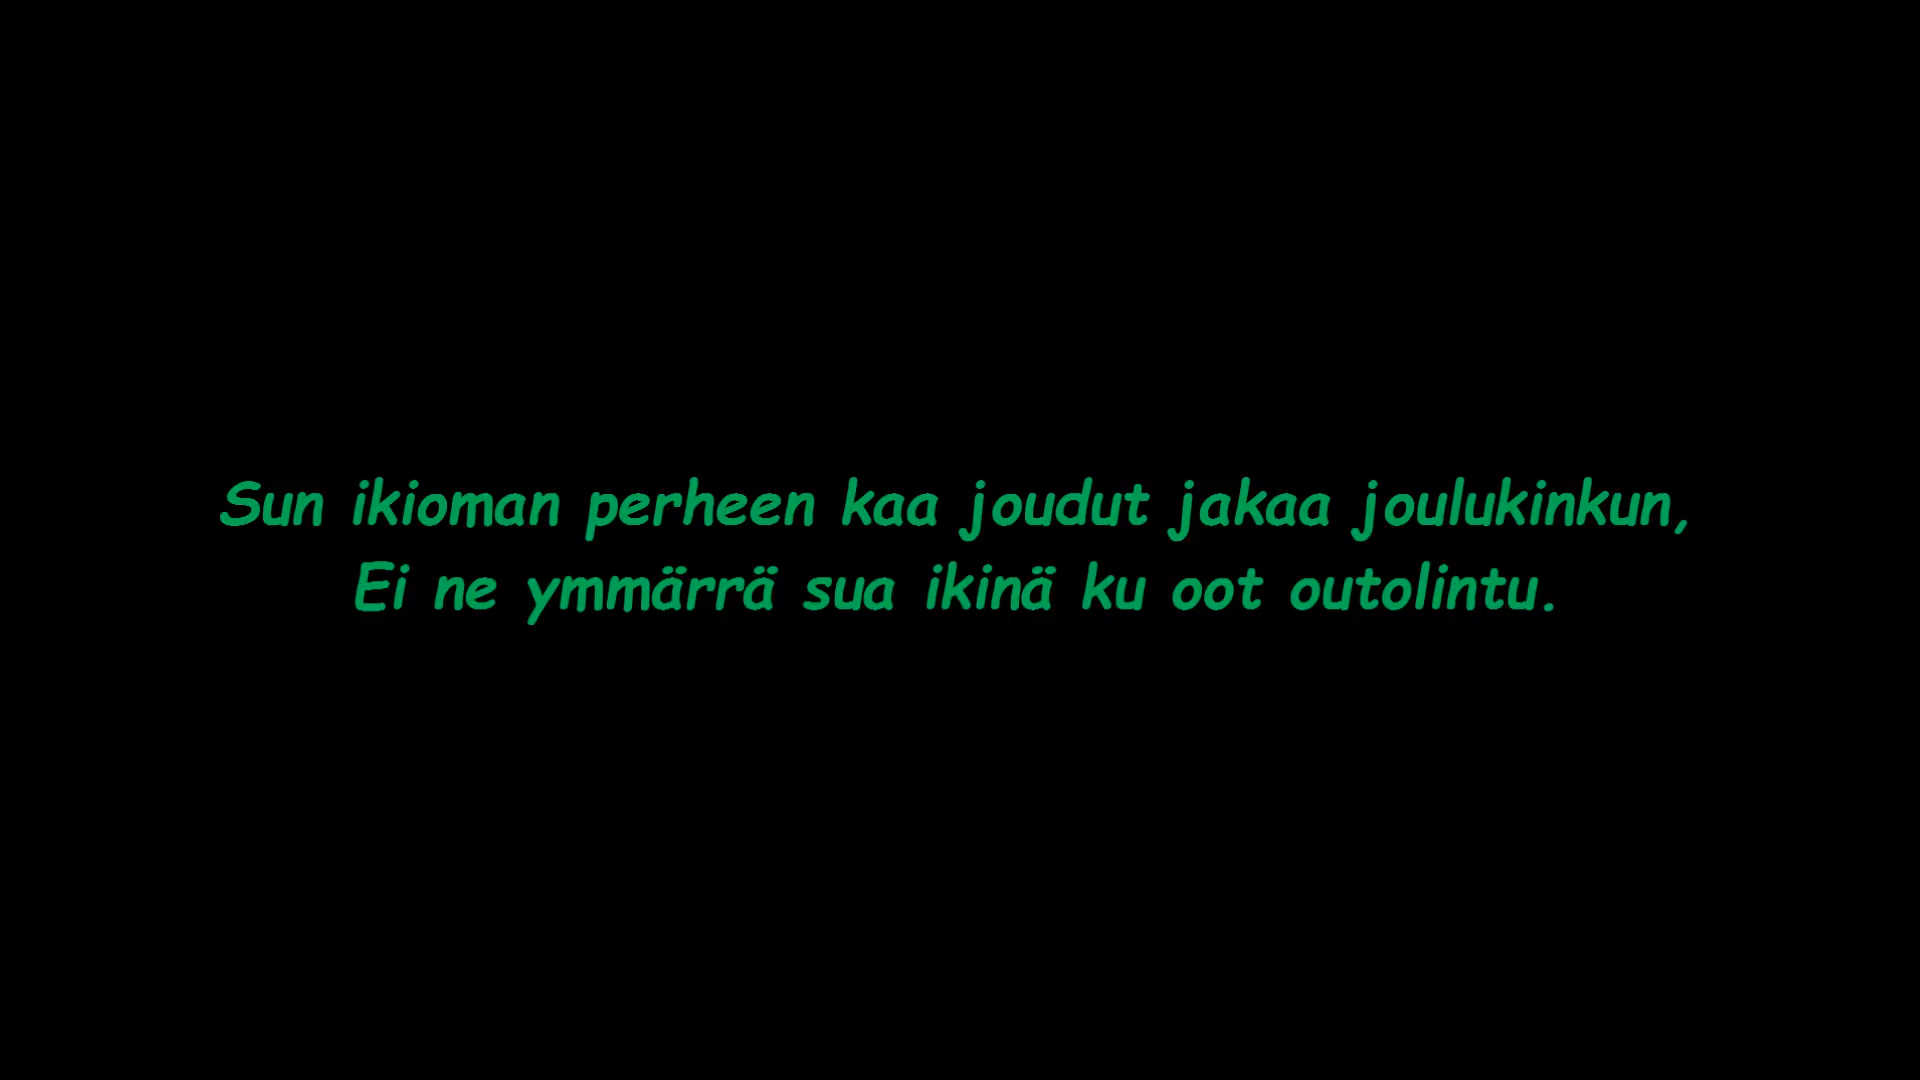 Sun ikioman perheen kaa joudut jakaa joulukinkun,
Ei ne ymmärrä sua ikinä ku oot outolintu.